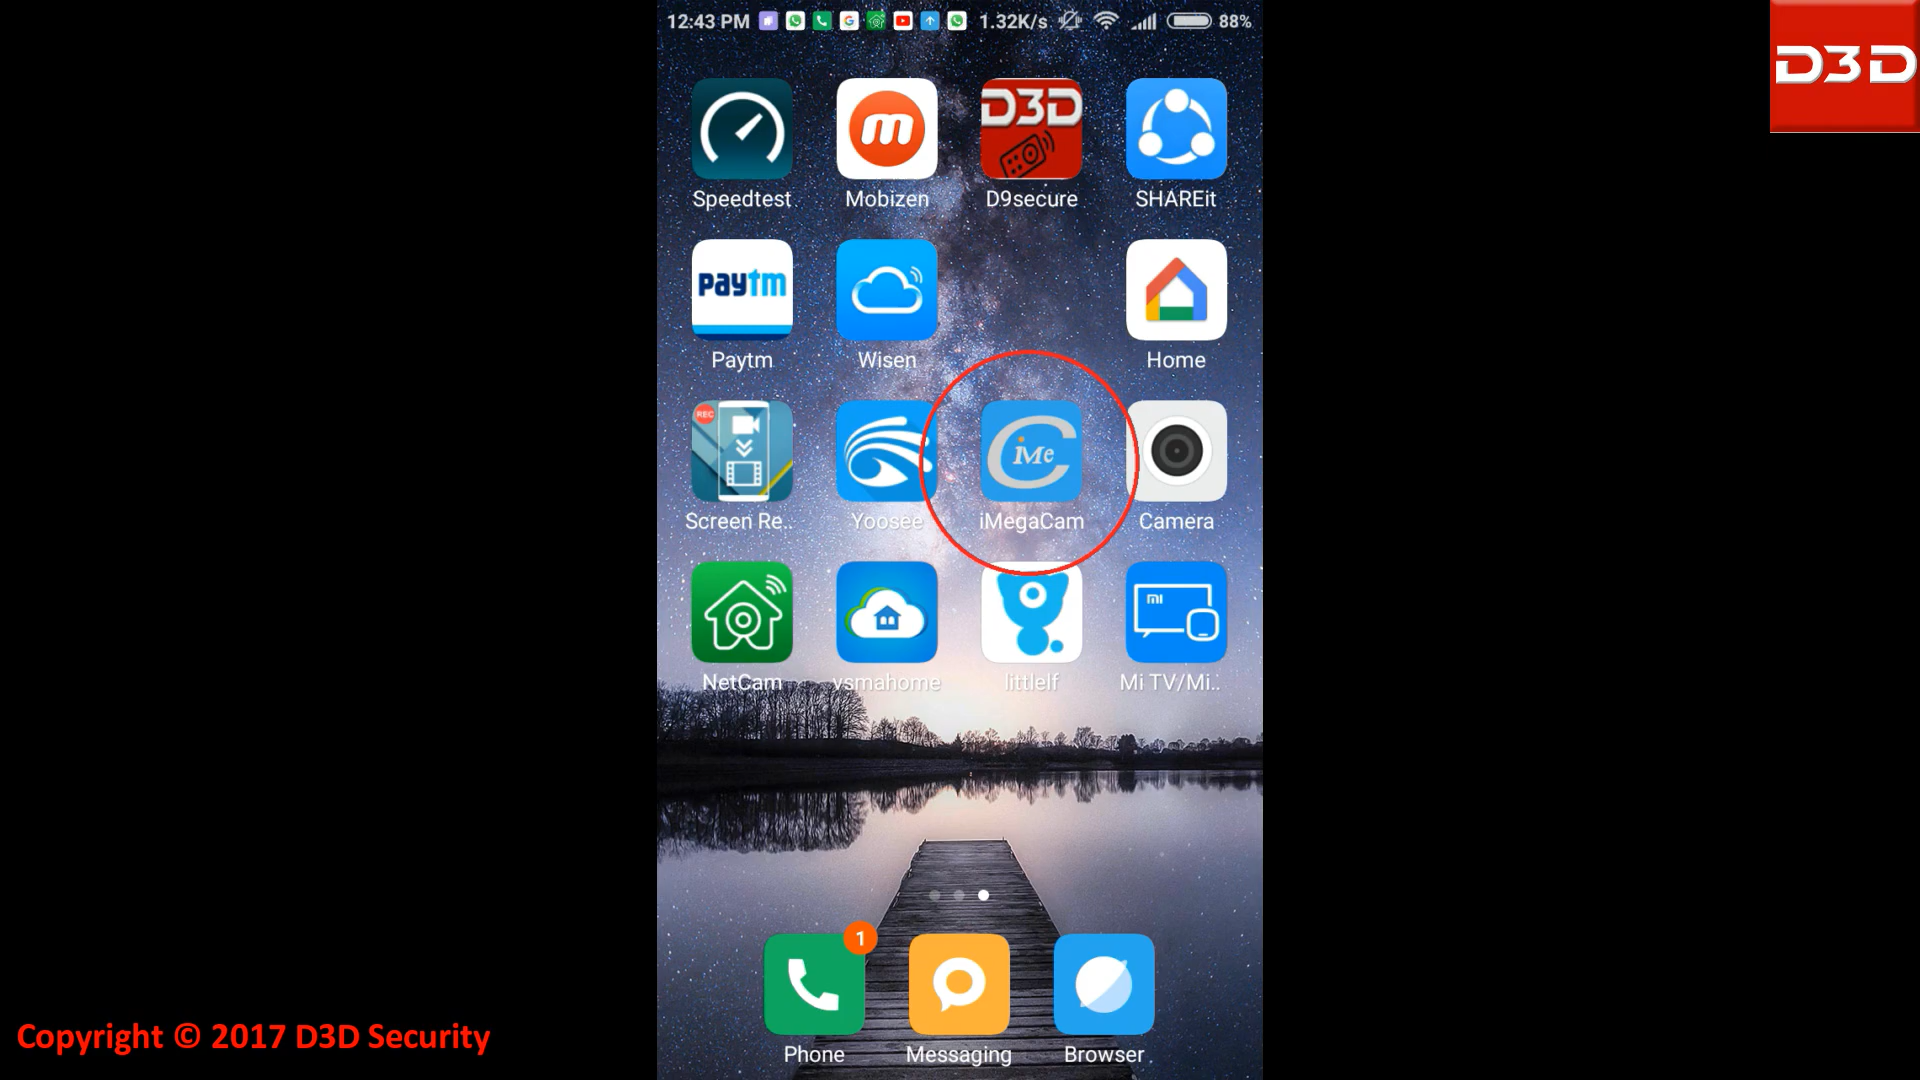 12:43 PM 1.32K/s 88%
D3D
m
D3D
Speedtest Mobizen D9secure SHAREit
paytm
Paytm Wisen Home
REC
iMe
Screen Re.. Yoosee iMegaCam Camera
MI
NetCam vsmahome littlelf Mi TV/Mi..
1
Phone Messaging Browser
Copyright © 2017 D3D Security